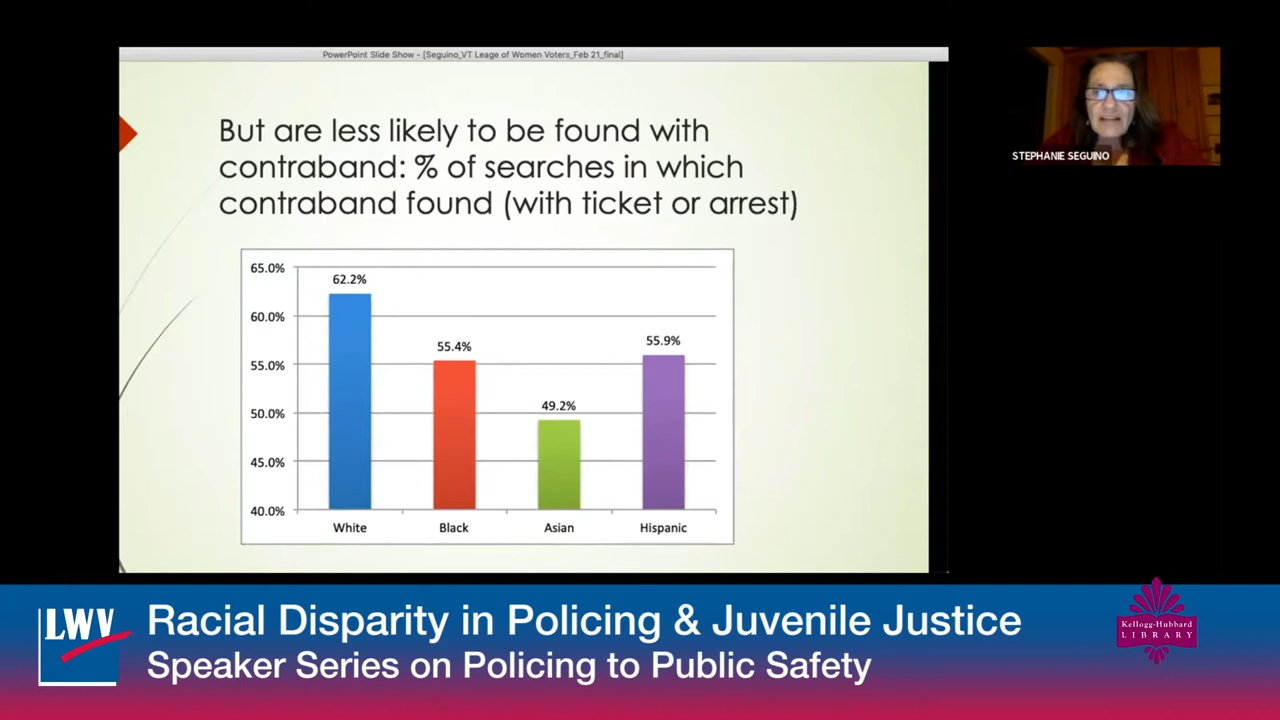 PowerPoint Slide Show - [Seguino_VT Leage of Women Voters_Feb 21_final]
But are less likely to be found with
contraband: % of searches in which
contraband found (with ticket or arrest)
65.0%
60.0%
55.0%
50.0%
45.0%
40.0%
62.2%
55.4%
49.2%
55.9%
White Black Asian Hispanic
STEPHANIE SEGUINO
LWV
Racial Disparity in Policing & Juvenile Justice
Speaker Series on Policing to Public Safety
Kellogg-Hubbard
LIBRARY